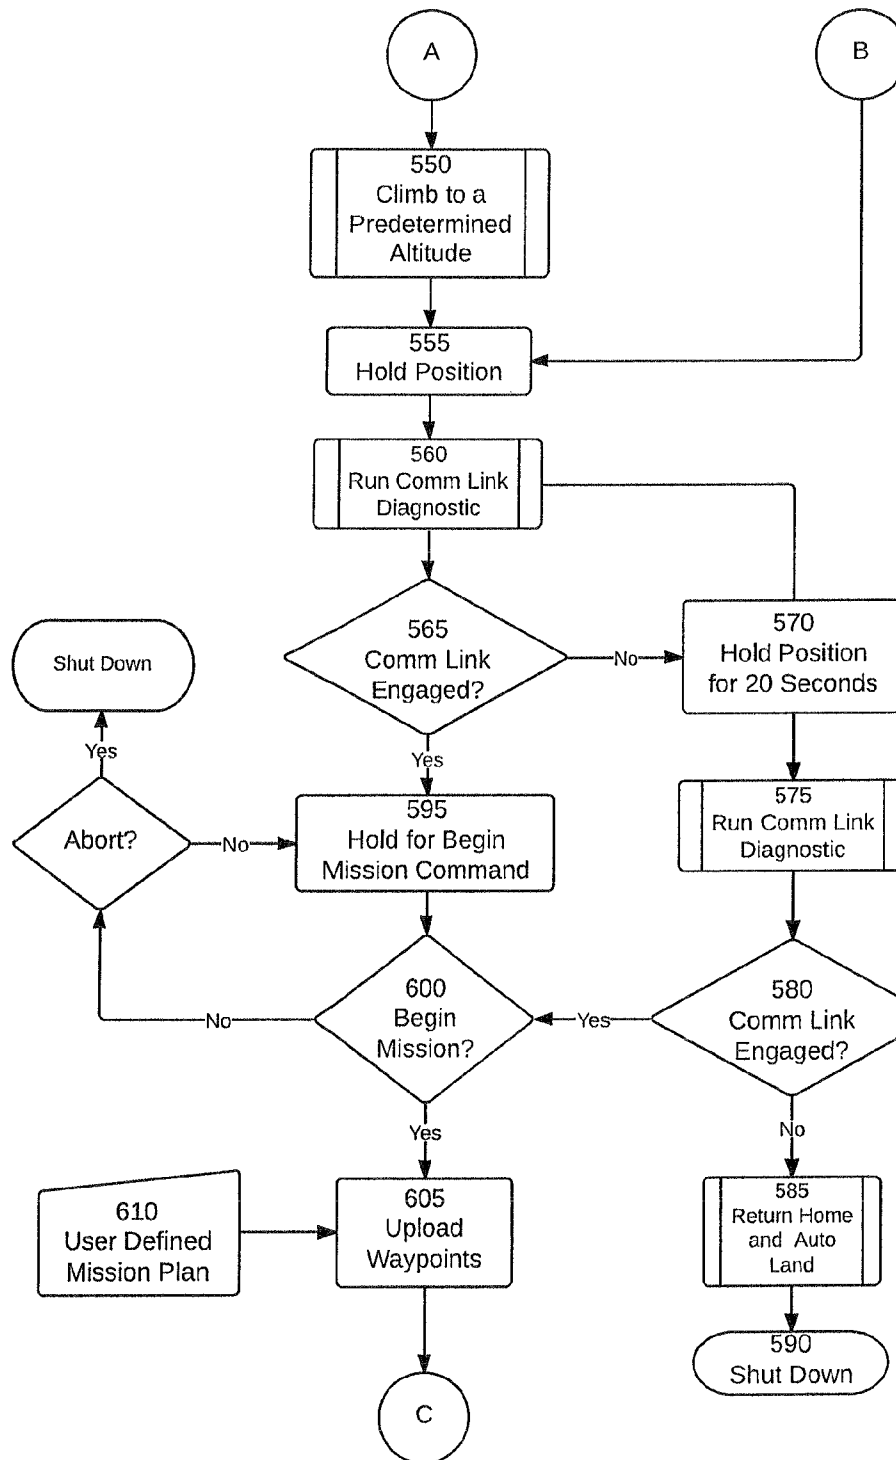 A
B
550
Climb to a
Predetermined
Altitude
555
Hold Position
560
Run Comm Link
Diagnostic
565
Comm Link
Engaged?
No
570
Hold Position
for 20 Seconds
Shut Down
Yes
Yes
Abort?
No
595
Hold for Begin
Mission Command
575
Run Comm Link
Diagnostic
600
Begin
Mission?
No
Yes
580
Comm Link
Engaged?
Yes
No
610
User Defined
Mission Plan
605
Upload
Waypoints
585
Return Home
and Auto
Land
590
Shut Down
C